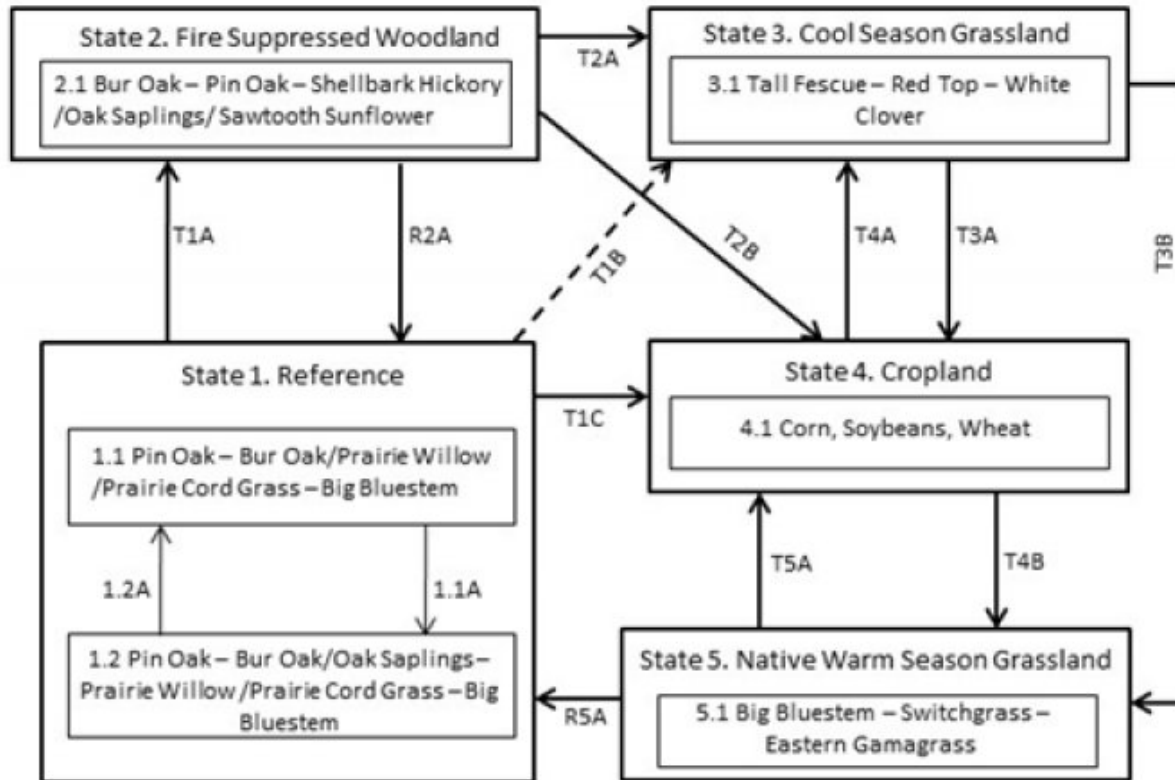 State 2. Fire Suppressed Woodland
2.1 Bur Oak – Pin Oak – Shellbark Hickory
/Oak Saplings/ Sawtooth Sunflower
T2A
State 3. Cool Season Grassland
3.1 Tall Fescue – Red Top – White
Clover
T1A
R2A
T1B
T2B
T4A
T3A
T3B
State 1. Reference
1.1 Pin Oak – Bur Oak/Prairie Willow
/Prairie Cord Grass – Big Bluestem
1.2A
1.1A
1.2 Pin Oak – Bur Oak/Oak Saplings–
Prairie Willow /Prairie Cord Grass – Big
Bluestem
T1C
State 4. Cropland
4.1 Corn, Soybeans, Wheat
T5A
T4B
R5A
State 5. Native Warm Season Grassland
5.1 Big Bluestem – Switchgrass –
Eastern Gamagrass